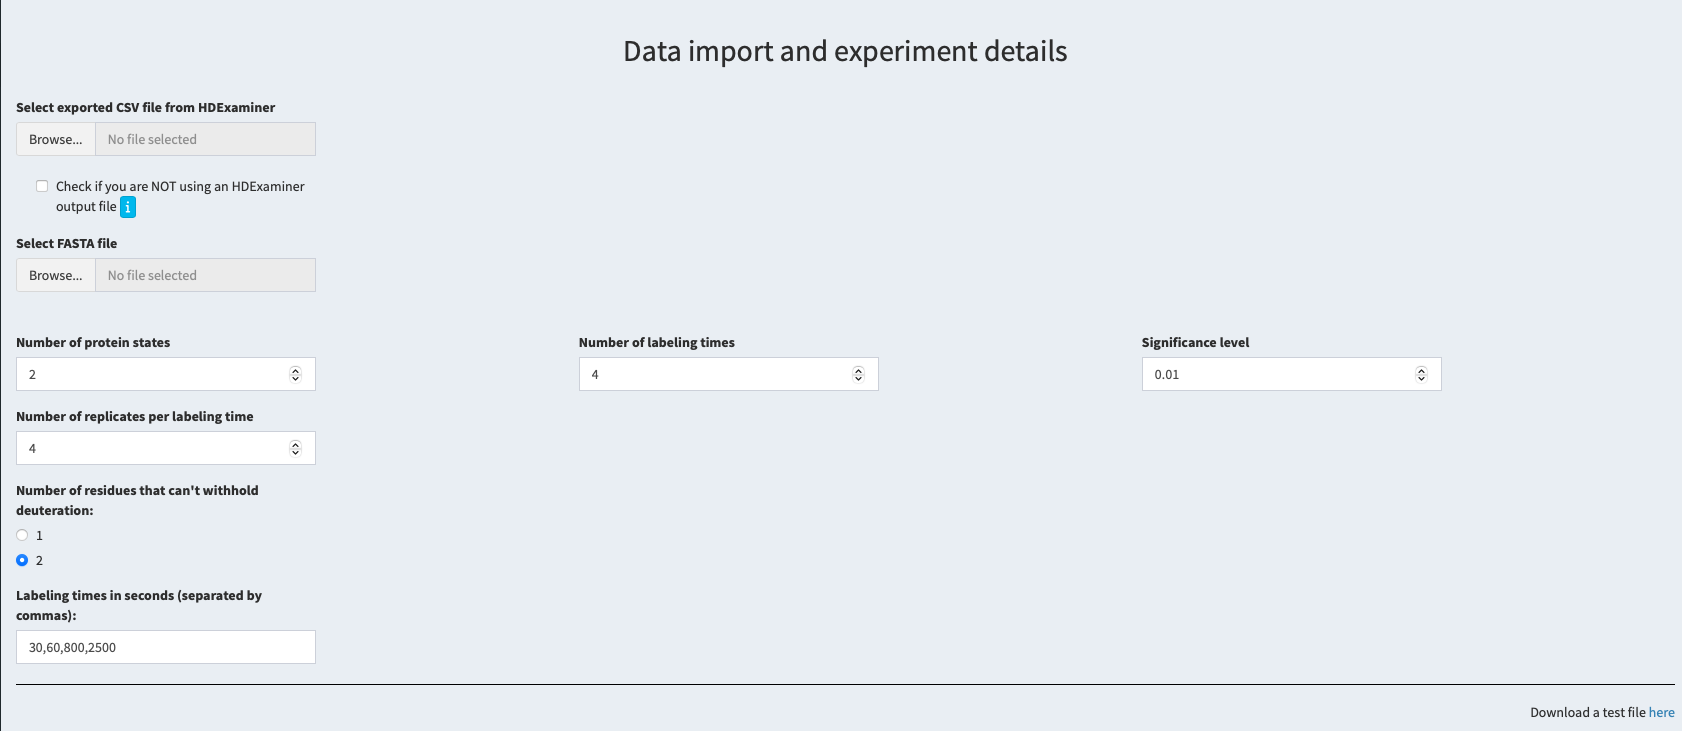 Data import and experiment details
Select exported CSV file from HDExaminer
Browse... No file selected
Check if you are NOT using an HDExaminer
output file i
Select FASTA file
Browse... No file selected
Number of protein states Number of labeling times Significance level
2 4 0.01
Number of replicates per labeling time
4
Number of residues that can't withhold
deuteration:
1
2
Labeling times in seconds (separated by
commas):
30,60,800,2500
Download a test file here